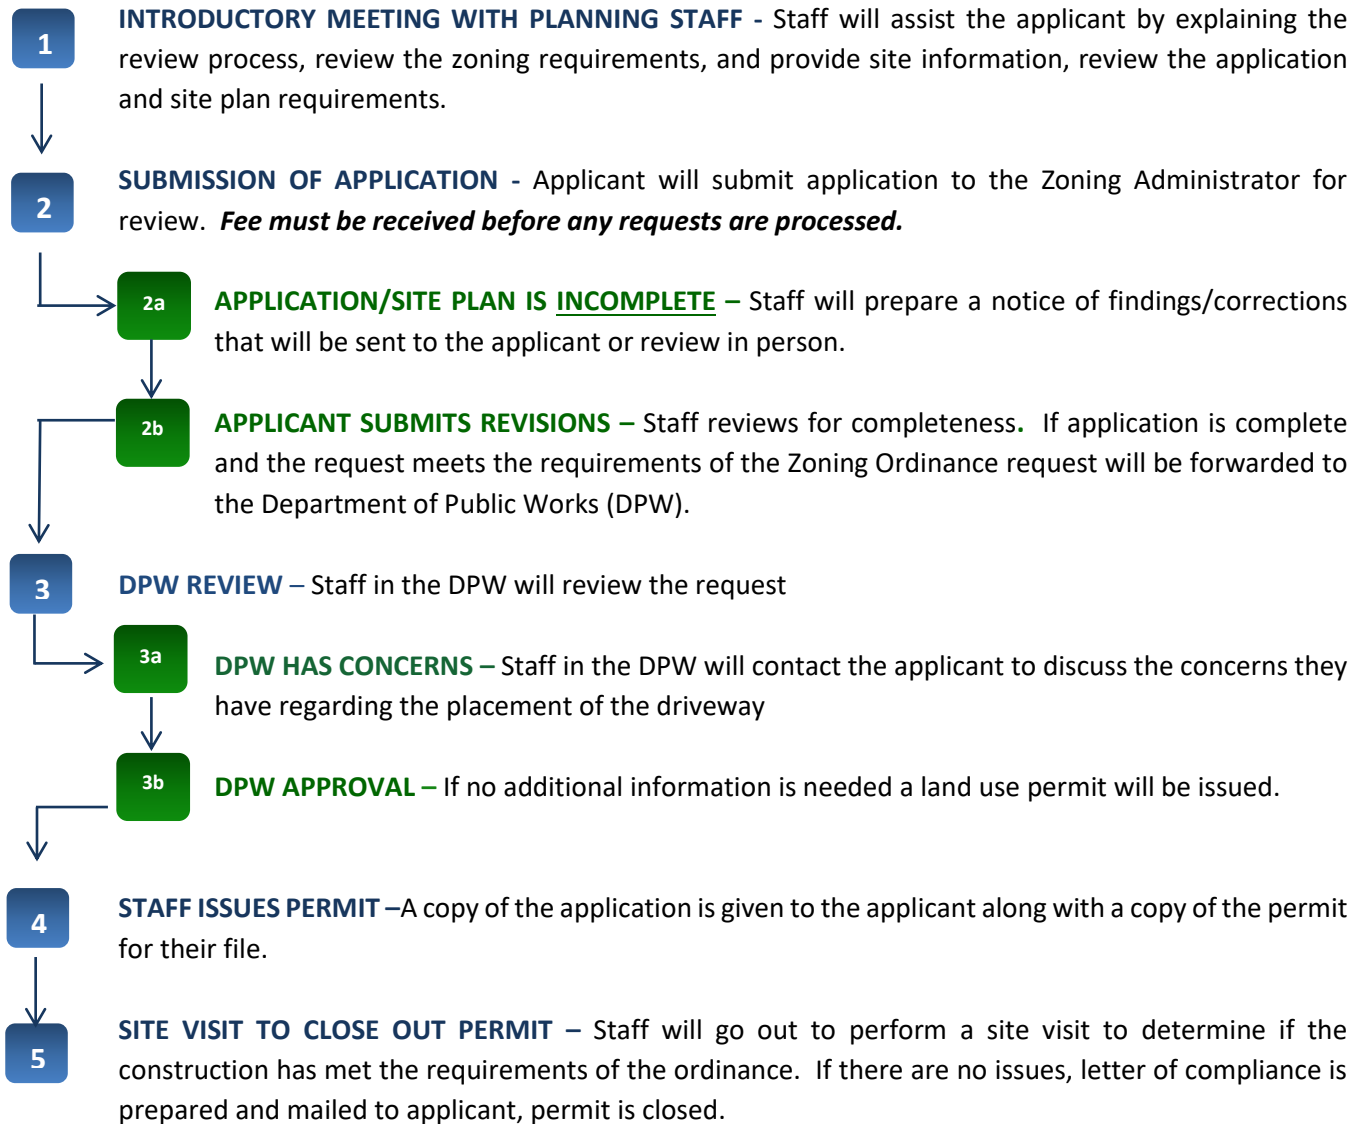 1
INTRODUCTORY MEETING WITH PLANNING STAFF - Staff will assist the applicant by explaining the
review process, review the zoning requirements, and provide site information, review the application
and site plan requirements.
2
SUBMISSION OF APPLICATION - Applicant will submit application to the Zoning Administrator for
review. Fee must be received before any requests are processed.
2a
APPLICATION/SITE PLAN IS INCOMPLETE – Staff will prepare a notice of findings/corrections
that will be sent to the applicant or review in person.
2b
APPLICANT SUBMITS REVISIONS – Staff reviews for completeness. If application is complete
and the request meets the requirements of the Zoning Ordinance request will be forwarded to
the Department of Public Works (DPW).
3
DPW REVIEW – Staff in the DPW will review the request
3a
DPW HAS CONCERNS – Staff in the DPW will contact the applicant to discuss the concerns they
have regarding the placement of the driveway
3b
DPW APPROVAL – If no additional information is needed a land use permit will be issued.
4
STAFF ISSUES PERMIT –A copy of the application is given to the applicant along with a copy of the permit
for their file.
5
SITE VISIT TO CLOSE OUT PERMIT – Staff will go out to perform a site visit to determine if the
construction has met the requirements of the ordinance. If there are no issues, letter of compliance is
prepared and mailed to applicant, permit is closed.